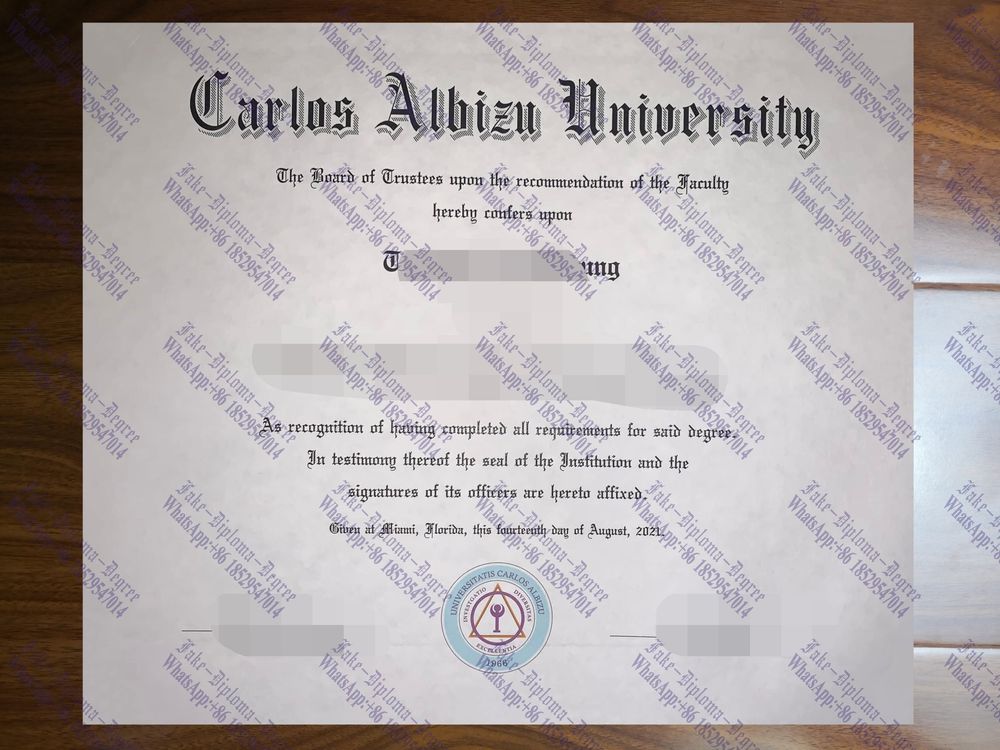 Carlos Albizu University
The Board of Trustees upon the recommendation of the Faculty
hereby confers upon
T ung
As recognition of having completed all requirements for said degree.
In testimony thereof the seal of the Institution and the
signatures of its officers are hereto affixed.
Given at Miami, Florida, this fourteenth day of August, 2021.
UNIVERSITATIS CARLOS ALBIZU
INVESTIGATIO DIVERSITAS
EXCELLENTIA
1966
Fake-Diploma-Degree
WhatsApp:+86 18529547014